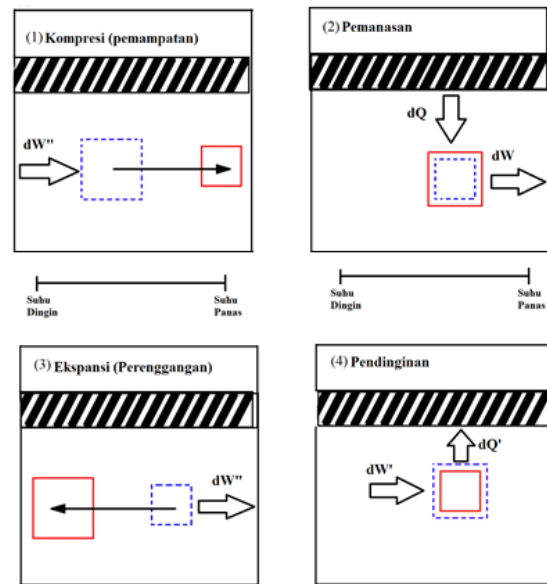 (1) Kompresi (pemampatan)
dW"
Suhu
Dingin
Suhu
Panas
(2) Pemanasan
dQ
dW
Suhu
Dingin
Suhu
Panas
(3) Ekspansi (Perenggangan)
dW"
(4) Pendinginan
dQ'
dW'